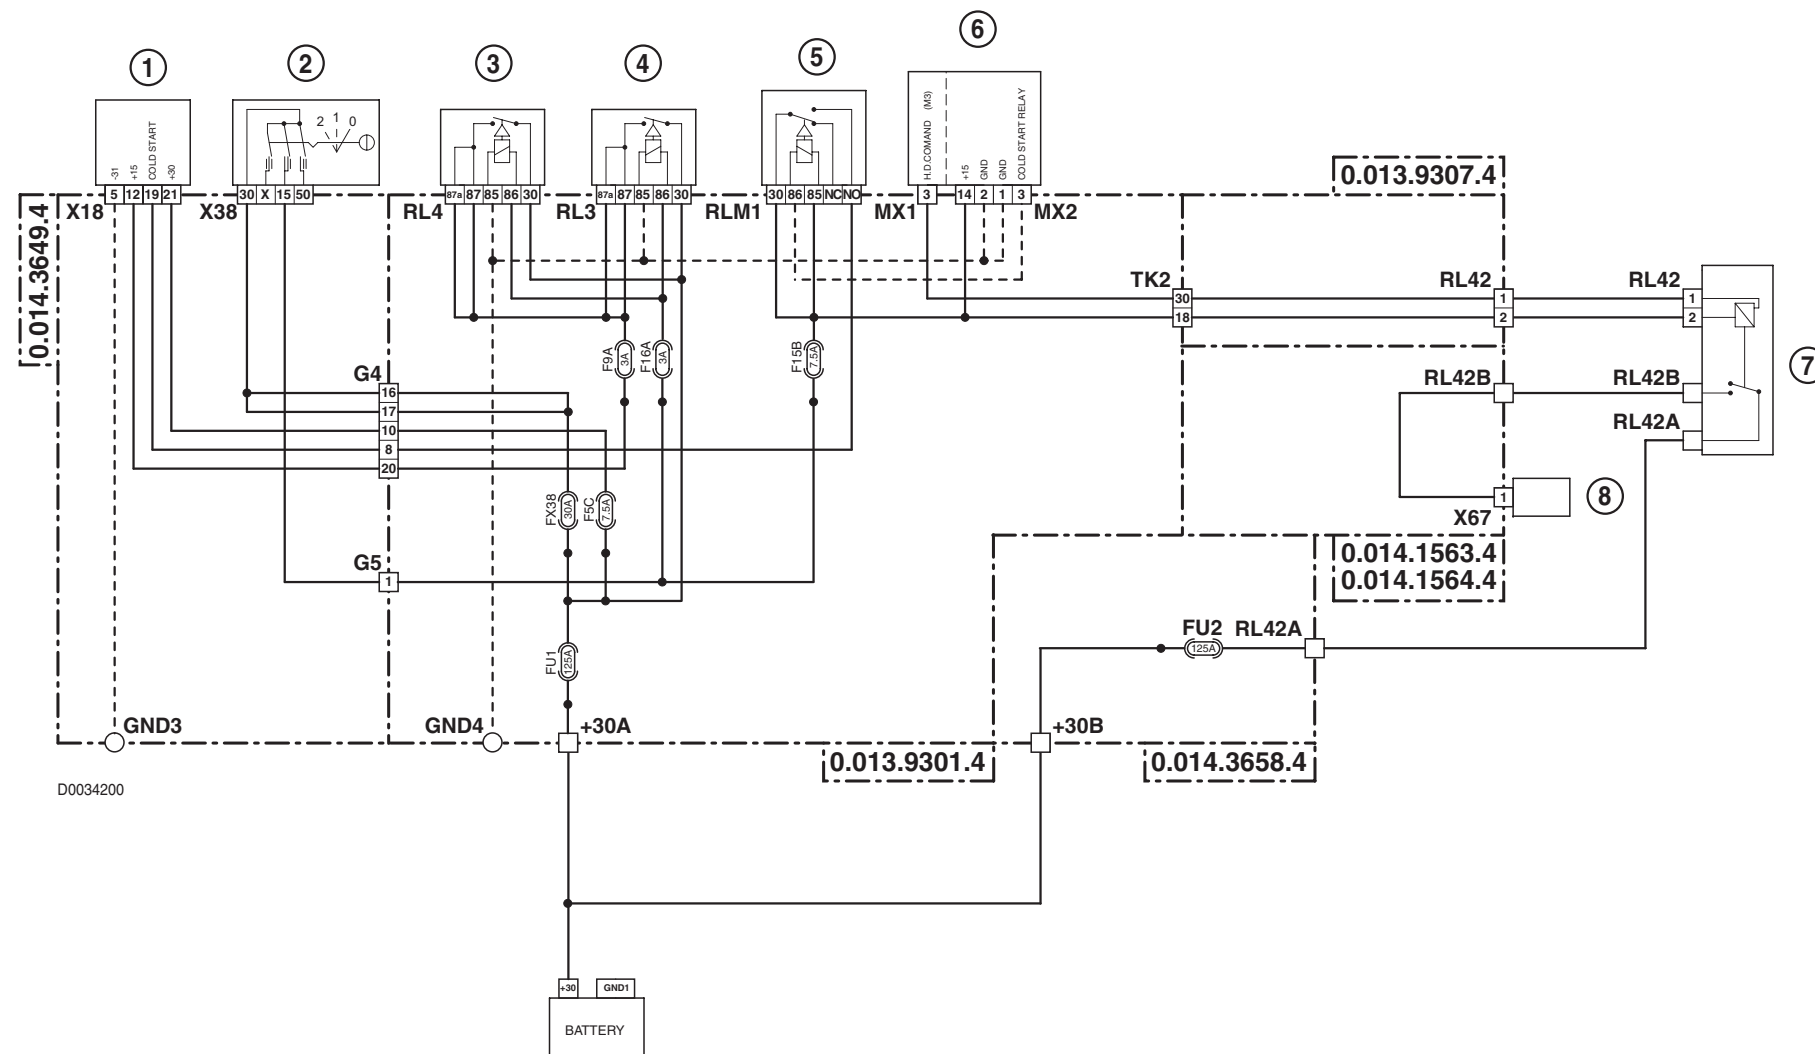 1 2 3 4 5 6
-31 +15 COLD START +30
2 1 0
H.D.COMAND (M3) +15 GND GND COLD START RELAY
0.013.9307.4
X18 5 12 19 21
X38 30 X 15 50
RL4 87a 87 85 86 30
RL3 87a 87 85 86 30
RLM1 30 86 85 NC NO
MX1 3 14 2 1 3 MX2
0.014.3649.4
TK2 RL42 RL42
30 1 1
18 2 2
F9A 3A F16A 3A F15B 7.5A
7
G4 RL42B RL42B
16
17
10
8
20
RL42A
FX38 30A F5C 7.5A
1 8
X67
G5
1
0.014.1563.4
0.014.1564.4
FU2 RL42A
125A
FU1 125A
GND3 GND4 +30A +30B
0.013.9301.4 0.014.3658.4
D0034200
+30 GND1
BATTERY